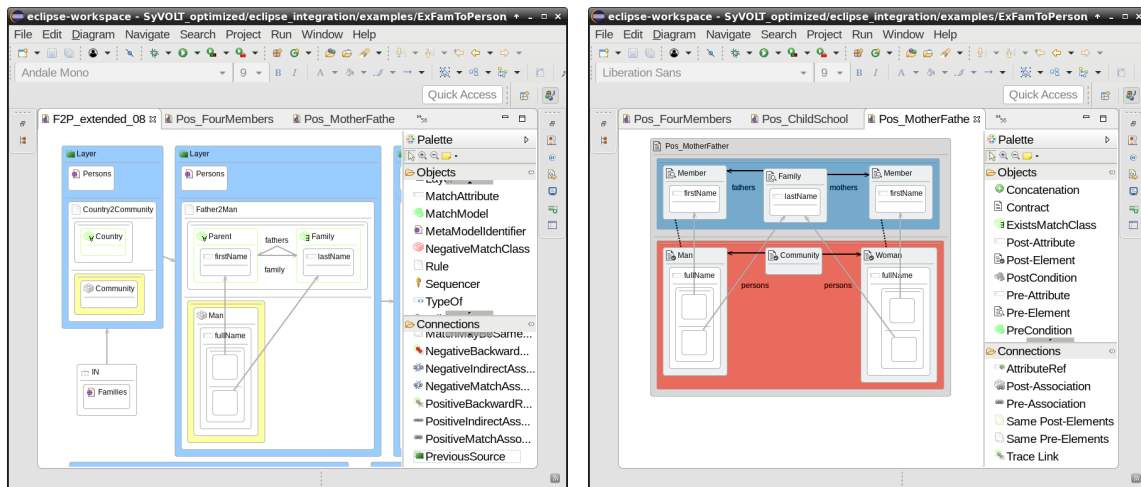 eclipse-workspace - SyVOLT_optimized/eclipse_integration/examples/ExFamToPerson
File Edit Diagram Navigate Search Project Run Window Help
Andale Mono
9
B I
A
Quick Access
F2P_extended_08
Pos_FourMembers
Pos_MotherFathe
»56
Layer
Persons
Country2Community
Country
Community
IN
Families
Layer
Persons
Father2Man
Parent
firstName
fathers
family
Family
lastName
Man
fullName
Palette
Objects
MatchAttribute
MatchModel
MetaModelIdentifier
NegativeMatchClass
Rule
Sequencer
TypeOf
Connections
NegativeBackward...
NegativeIndirectAss...
NegativeMatchAss...
PositiveBackwardR...
PositiveIndirectAss...
PositiveMatchAsso...
PreviousSource
eclipse-workspace - SyVOLT_optimized/eclipse_integration/examples/ExFamToPerson
File Edit Diagram Navigate Search Project Run Window Help
Liberation Sans
9
B I
A
Quick Access
Pos_FourMembers
Pos_ChildSchool
Pos_MotherFathe
»56
Pos_MotherFather
Member
firstName
fathers
Family
lastName
mothers
Member
firstName
Man
fullName
persons
Community
persons
Woman
fullName
Palette
Objects
Concatenation
Contract
ExistsMatchClass
Post-Attribute
Post-Element
PostCondition
Pre-Attribute
Pre-Element
PreCondition
Connections
AttributeRef
Post-Association
Pre-Association
Same Post-Elements
Same Pre-Elements
Trace Link